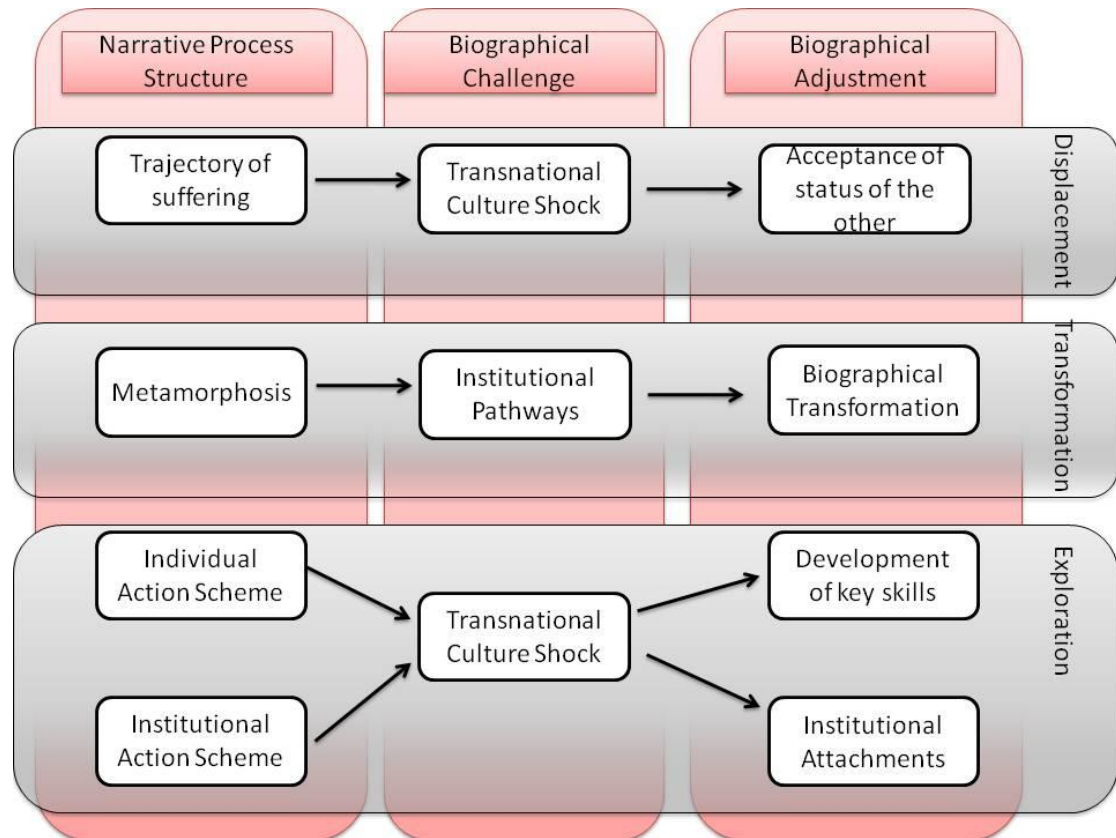 Narrative Process
Structure
Biographical
Challenge
Biographical
Adjustment
Trajectory of
suffering
Transnational
Culture Shock
Acceptance of
status of the
other
Displacement
Metamorphosis
Institutional
Pathways
Biographical
Transformation
Transformation
Individual
Action Scheme
Institutional
Action Scheme
Transnational
Culture Shock
Development
of key skills
Institutional
Attachments
Exploration